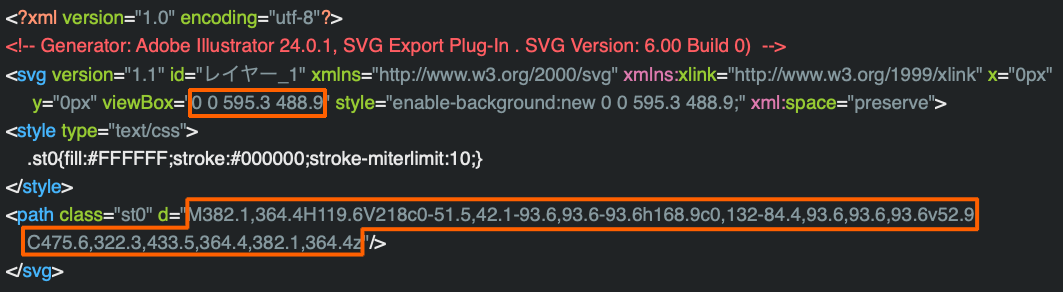 <?xml version="1.0" encoding="utf-8"?>
<!-- Generator: Adobe Illustrator 24.0.1, SVG Export Plug-In . SVG Version: 6.00 Build 0)  -->
<svg version="1.1" id="レイヤー_1" xmlns="http://www.w3.org/2000/svg" xmlns:xlink="http://www.w3.org/1999/xlink" x="0px"
y="0px" viewBox="0 0 595.3 488.9" style="enable-background:new 0 0 595.3 488.9;" xml:space="preserve">
<style type="text/css">
.st0{fill:#FFFFFF;stroke:#000000;stroke-miterlimit:10;}
</style>
<path class="st0" d="M382.1,364.4H119.6V218c0-51.5,42.1-93.6,93.6-93.6h168.9c0,132-84.4,93.6,93.6,93.6v52.9
C475.6,322.3,433.5,364.4,382.1,364.4z"/>
</svg>